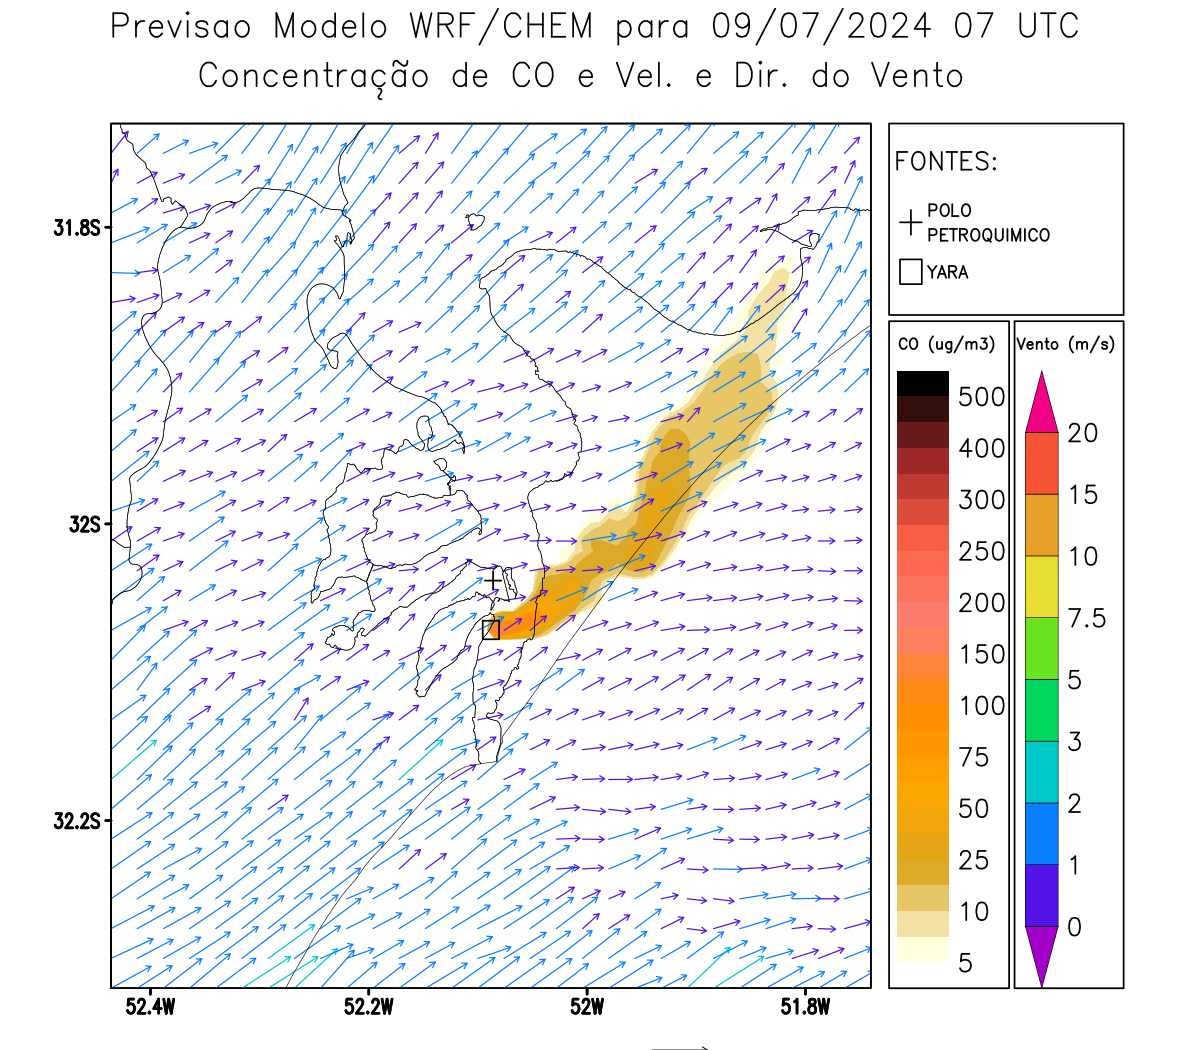 Previsao Modelo WRF/CHEM para 09/07/2024 07 UTC
Concentração de CO e Vel. e Dir. do Vento
FONTES:
POLO
PETROQUIMICO
YARA
CO (ug/m3)
500
400
300
250
200
150
100
75
50
25
10
5
Vento (m/s)
20
15
10
7.5
5
3
2
1
0
31.8S
32S
32.2S
52.4W
52.2W
52W
51.8W